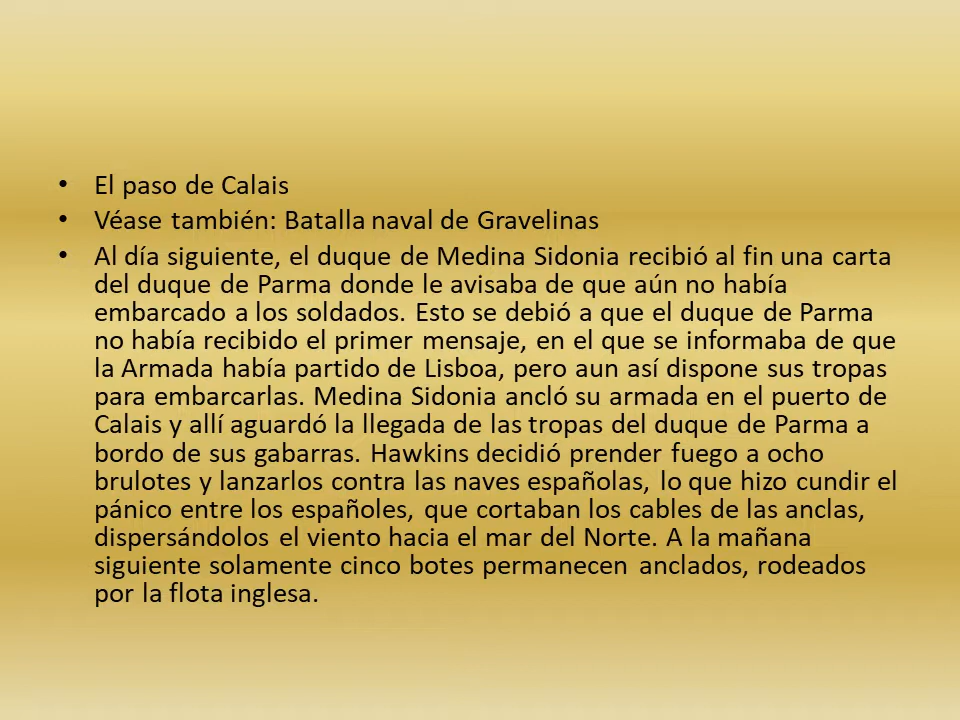 • El paso de Calais
• Véase también: Batalla naval de Gravelinas
• Al día siguiente, el duque de Medina Sidonia recibió al fin una carta
del duque de Parma donde le avisaba de que aún no había
embarcado a los soldados. Esto se debió a que el duque de Parma
no había recibido el primer mensaje, en el que se informaba de que
la Armada había partido de Lisboa, pero aun así dispone sus tropas
para embarcarlas. Medina Sidonia ancló su armada en el puerto de
Calais y allí aguardó la llegada de las tropas del duque de Parma a
bordo de sus gabarras. Hawkins decidió prender fuego a ocho
brulotes y lanzarlos contra las naves españolas, lo que hizo cundir el
pánico entre los españoles, que cortaban los cables de las anclas,
dispersándolos el viento hacia el mar del Norte. A la mañana
siguiente solamente cinco botes permanecen anclados, rodeados
por la flota inglesa.